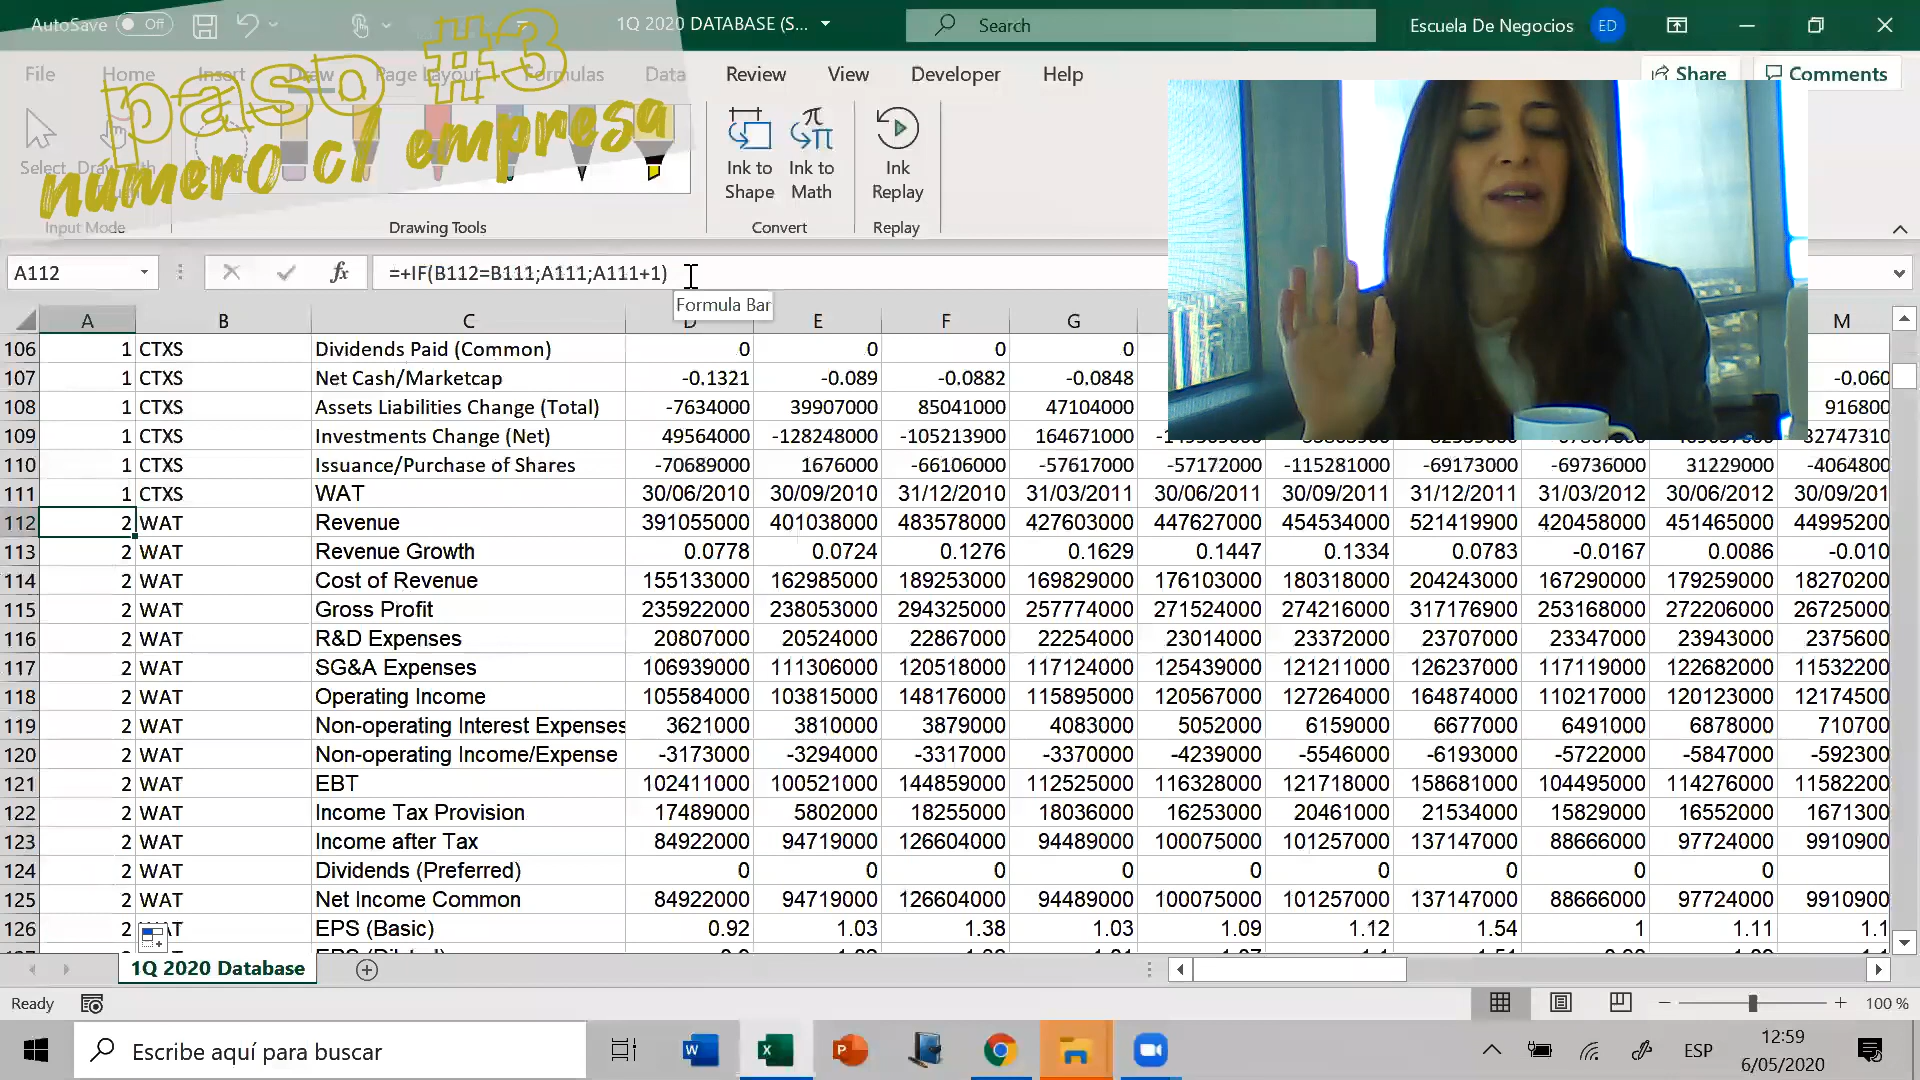 AutoSave Off 1Q 2020 DATABASE (S... Search Escuela De Negocios ED
paso #3
número c/ empresa
File Home Insert Draw Page Layout Formulas Data Review View Developer Help Share Comments
Select Draw with
Ink to Shape
Ink to Math
Ink Replay
Input Mode Drawing Tools Convert Replay
A112 fx =+IF(B112=B111;A111;A111+1)
Formula Bar
A B C D E F G M
106 1 CTXS Dividends Paid (Common) 0 0 0 0
107 1 CTXS Net Cash/Marketcap -0.1321 -0.089 -0.0882 -0.0848 -0.060
108 1 CTXS Assets Liabilities Change (Total) -7634000 39907000 85041000 47104000 916800
109 1 CTXS Investments Change (Net) 49564000 -128248000 -105213900 164671000 32747310
110 1 CTXS Issuance/Purchase of Shares -70689000 1676000 -66106000 -57617000 -57172000 -115281000 -69173000 -69736000 31229000 -4064800
111 1 CTXS WAT 30/06/2010 30/09/2010 31/12/2010 31/03/2011 30/06/2011 30/09/2011 31/12/2011 31/03/2012 30/06/2012 30/09/201
112 2 WAT Revenue 391055000 401038000 483578000 427603000 447627000 454534000 521419900 420458000 451465000 44995200
113 2 WAT Revenue Growth 0.0778 0.0724 0.1276 0.1629 0.1447 0.1334 0.0783 -0.0167 0.0086 -0.010
114 2 WAT Cost of Revenue 155133000 162985000 189253000 169829000 176103000 180318000 204243000 167290000 179259000 18270200
115 2 WAT Gross Profit 235922000 238053000 294325000 257774000 271524000 274216000 317176900 253168000 272206000 26725000
116 2 WAT R&D Expenses 20807000 20524000 22867000 22254000 23014000 23372000 23707000 23347000 23943000 2375600
117 2 WAT SG&A Expenses 106939000 111306000 120518000 117124000 125439000 121211000 126237000 117119000 122682000 11532200
118 2 WAT Operating Income 105584000 103815000 148176000 115895000 120567000 127264000 164874000 110217000 120123000 12174500
119 2 WAT Non-operating Interest Expenses 3621000 3810000 3879000 4083000 5052000 6159000 6677000 6491000 6878000 710700
120 2 WAT Non-operating Income/Expense -3173000 -3294000 -3317000 -3370000 -4239000 -5546000 -6193000 -5722000 -5847000 -592300
121 2 WAT EBT 102411000 100521000 144859000 112525000 116328000 121718000 158681000 104495000 114276000 11582200
122 2 WAT Income Tax Provision 17489000 5802000 18255000 18036000 16253000 20461000 21534000 15829000 16552000 1671300
123 2 WAT Income after Tax 84922000 94719000 126604000 94489000 100075000 101257000 137147000 88666000 97724000 9910900
124 2 WAT Dividends (Preferred) 0 0 0 0 0 0 0 0 0
125 2 WAT Net Income Common 84922000 94719000 126604000 94489000 100075000 101257000 137147000 88666000 97724000 9910900
126 2 WAT EPS (Basic) 0.92 1.03 1.38 1.03 1.09 1.12 1.54 1 1.11 1.1
1Q 2020 Database
Ready 100 %
Escribe aquí para buscar ESP 12:59
6/05/2020